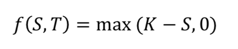 f(S,T) = max (K − S, 0)